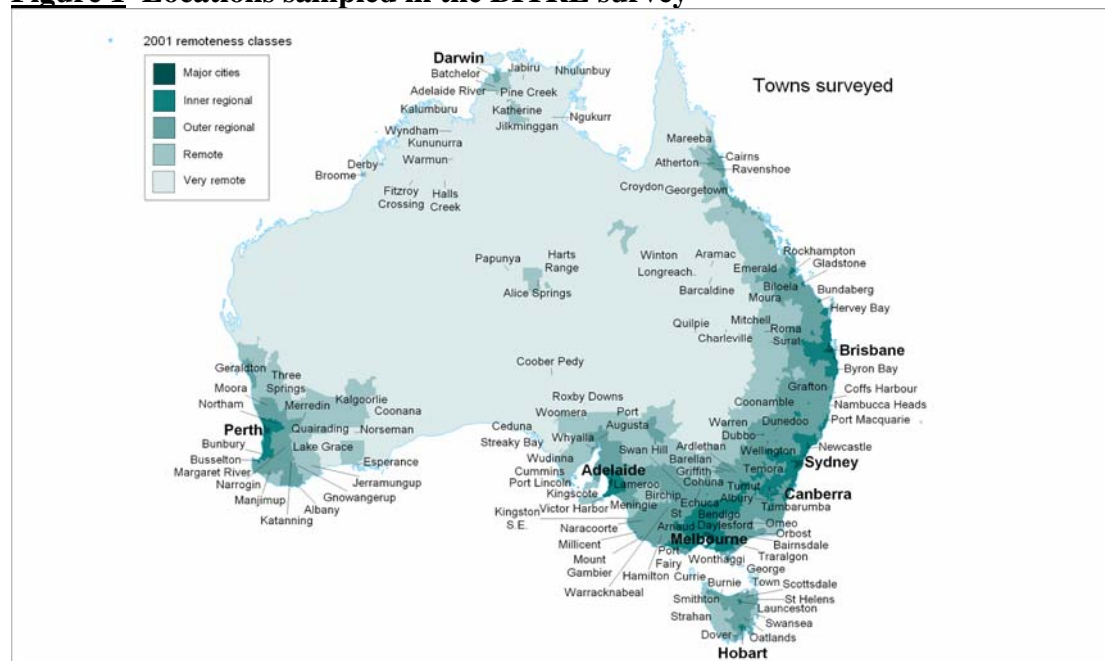 Figure 1 Locations sampled in the BITRE survey
2001 remoteness classes
Major cities
Inner regional
Outer regional
Remote
Very remote
Towns surveyed
Darwin
Batchelor
Jabiru
Nhulunbuy
Adelaide River
Pine Creek
Kalumburu
Katherine
Ngukurr
Jilkminggan
Wyndham
Kununurra
Mareeba
Warmun
Cairns
Derby
Atherton
Ravenshoe
Broome
Fitzroy
Crossing
Halls
Creek
Croydon
Georgetown
Rockhampton
Gladstone
Papunya
Harts
Range
Winton
Aramac
Longreach
Emerald
Alice Springs
Barcaldine
Biloela
Moura
Bundaberg
Hervey Bay
Quilpie
Mitchell
Roma
Charleville
Surat
Brisbane
Coober Pedy
Byron Bay
Geraldton
Three
Springs
Moora
Roxby Downs
Grafton
Coffs Harbour
Kalgoorlie
Coonamble
Nambucca Heads
Northam
Merredin
Coonana
Woomera
Port
Augusta
Warren
Dunedoo
Port Macquarie
Perth
Quairading
Norseman
Ceduna
Whyalla
Dubbo
Streaky Bay
Swan Hill
Ardlethan
Wellington
Newcastle
Bunbury
Lake Grace
Wudinna
Barellan
Busselton
Esperance
Cummins
Adelaide
Griffith
Temora
Sydney
Margaret River
Jerramungup
Port Lincoln
Lameroo
Cohuna
Tumut
Narrogin
Gnowangerup
Kingscote
Birchip
Echuca
Albury
Canberra
Manjimup
Albany
Victor Harbor
Meningie
Tumbarumba
Katanning
Kingston
S.E.
St
Arnaud
Bendigo
Daylesford
Omeo
Naracoorte
Orbost
Millicent
Melbourne
Bairnsdale
Mount
Gambier
Port
Fairy
Wonthaggi
Traralgon
Hamilton
Currie
George
Town
Warracknabeal
Burnie
Scottsdale
Smithton
St Helens
Launceston
Strahan
Swansea
Dover
Oatlands
Hobart